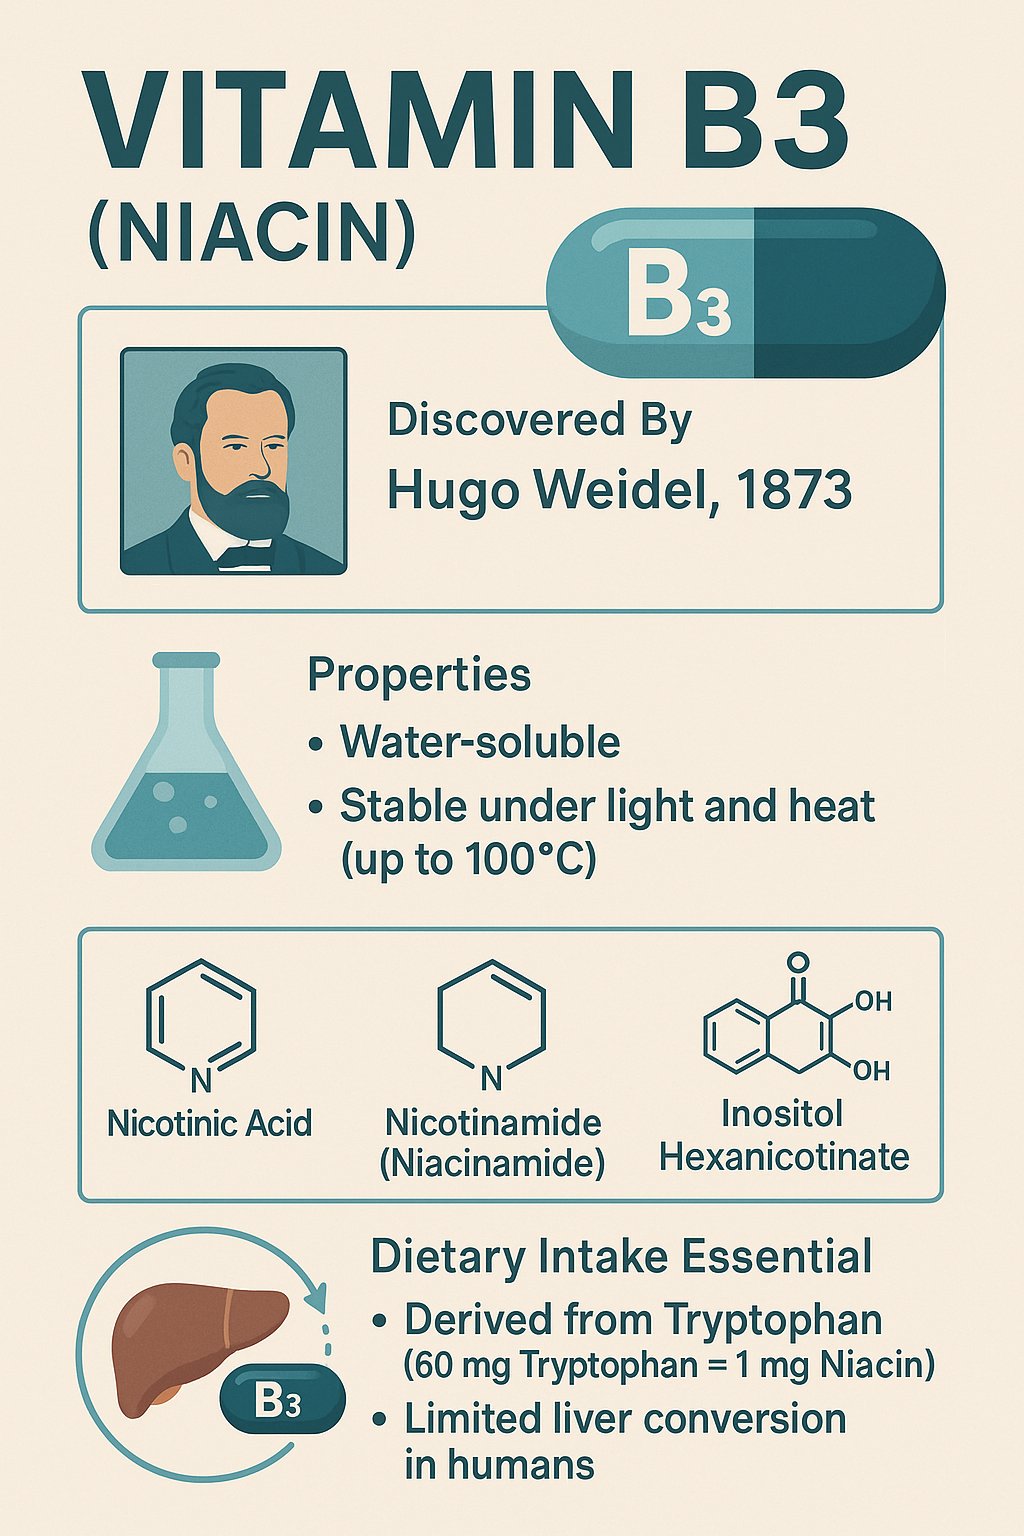 VITAMIN B3
(NIACIN)
B3
Discovered By
Hugo Weidel, 1873
Properties
• Water-soluble
• Stable under light and heat
(up to 100°C)
N
Nicotinic Acid
N
Nicotinamide
(Niacinamide)
O
OH
OH
Inositol
Hexanicotinate
B3
Dietary Intake Essential
• Derived from Tryptophan
(60 mg Tryptophan = 1 mg Niacin)
• Limited liver conversion
in humans